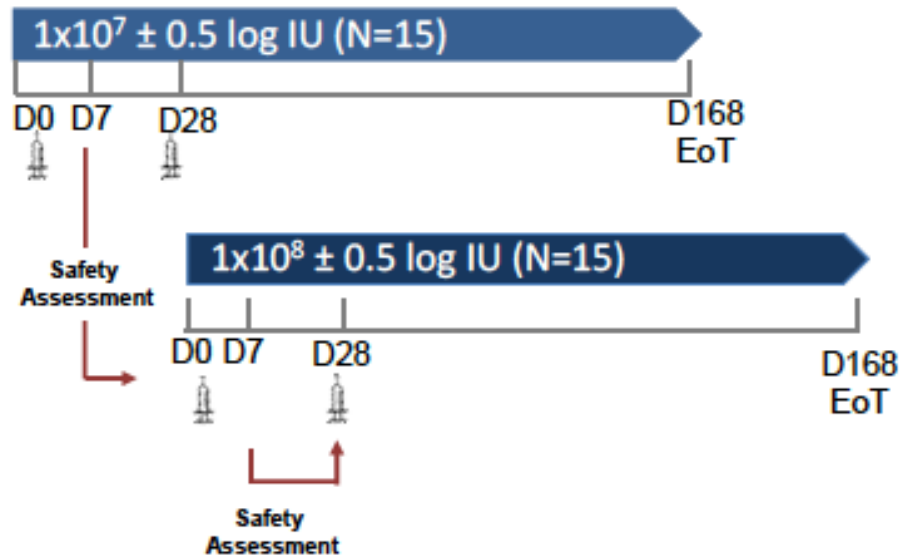 1x10⁷ ± 0.5 log IU (N=15)
D0 D7 D28
D168
EoT
Safety
Assessment
1x10⁸ ± 0.5 log IU (N=15)
D0 D7 D28
D168
EoT
Safety
Assessment